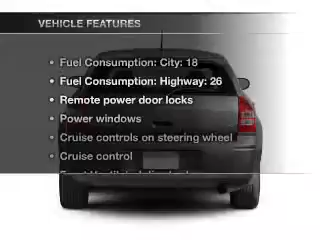 VEHICLE FEATURES
• Fuel Consumption: City: 18
• Fuel Consumption: Highway: 26
• Remote power door locks
• Power windows
• Cruise controls on steering wheel
• Cruise control